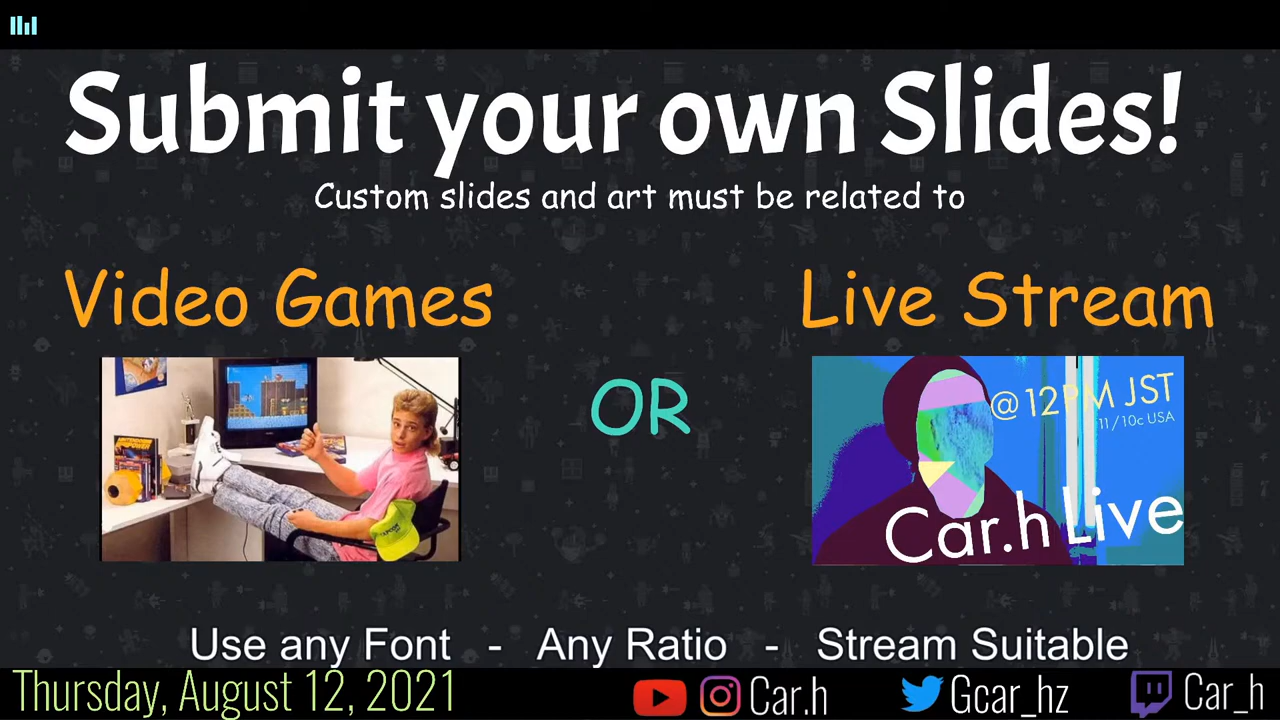 Submit your own Slides!
Custom slides and art must be related to
Video Games
Live Stream
OR
@12PM JST
11/10c USA
Car.h Live
Use any Font - Any Ratio - Stream Suitable
Thursday, August 12, 2021
Car.h
Gcar_hz
Car_h